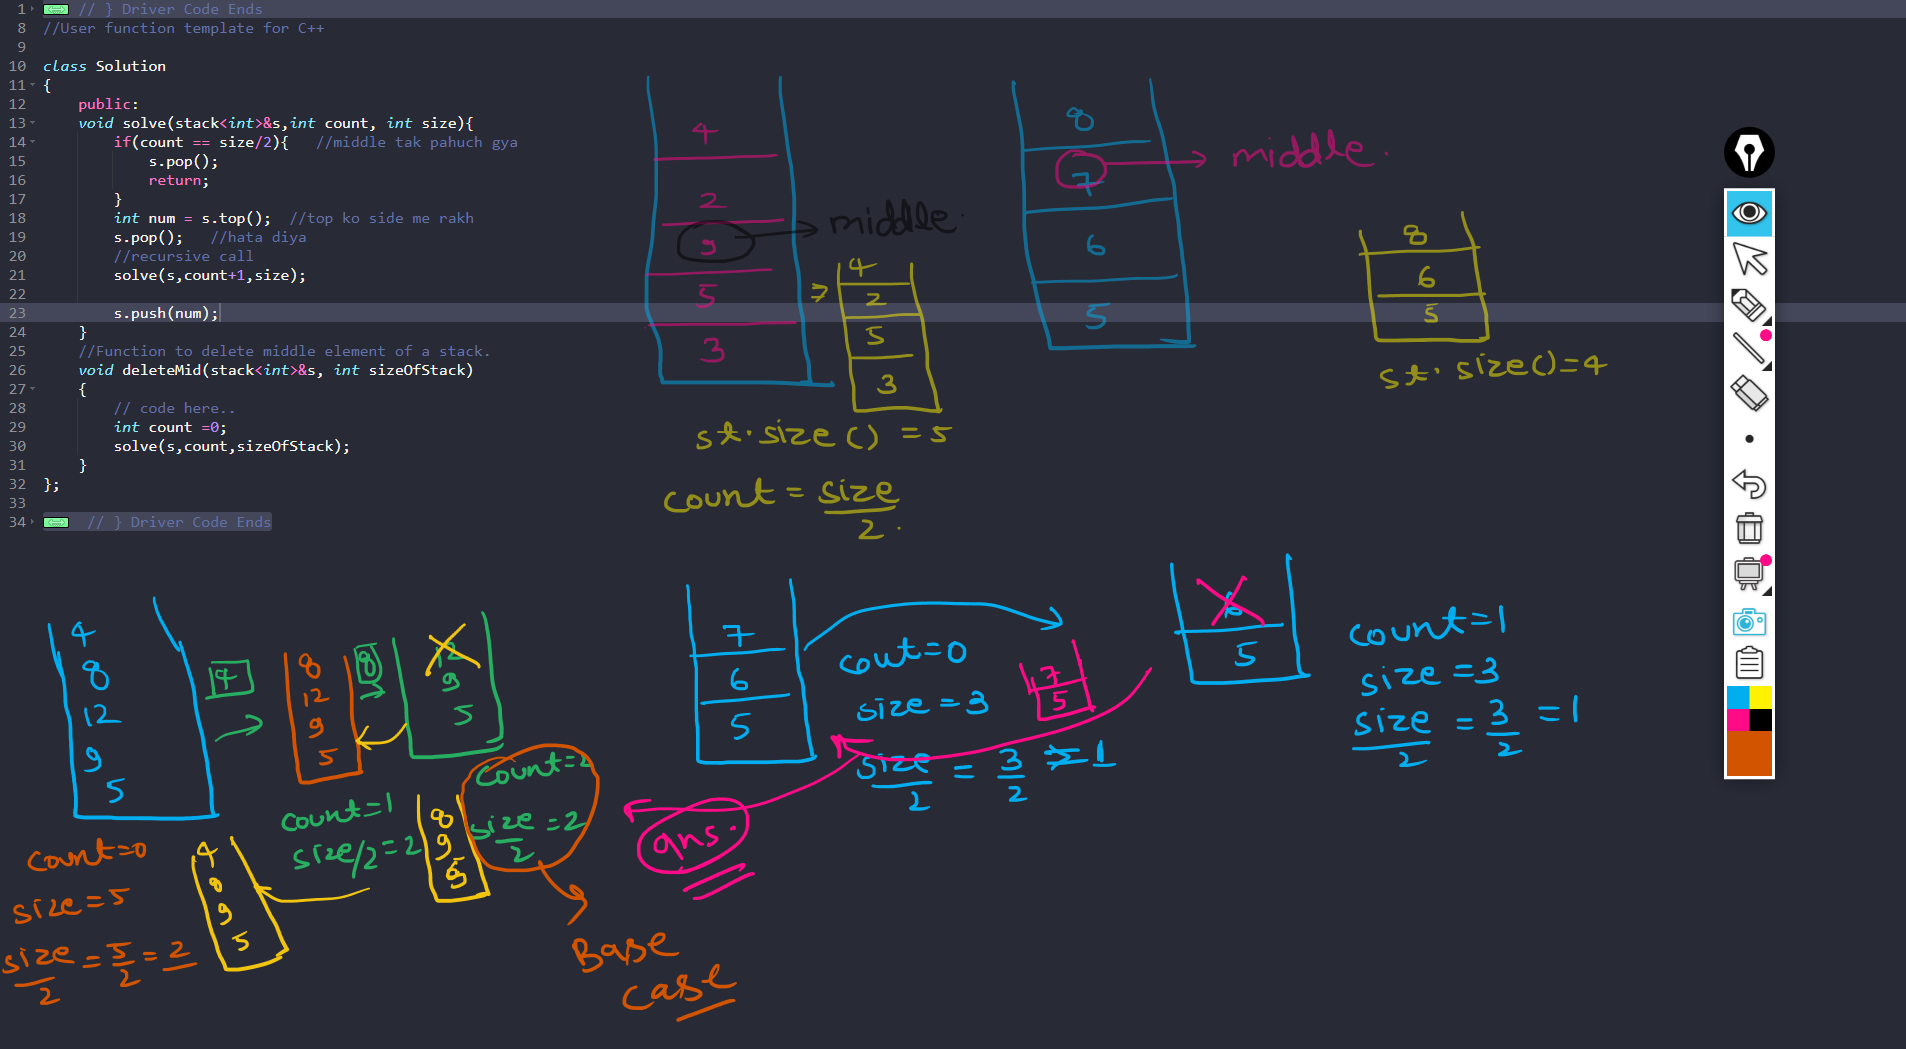 1 // } Driver Code Ends
8 //User function template for C++
9
10 class Solution
11 {
12 public:
13 void solve(stack<int>&s,int count, int size){
14 if(count == size/2){ //middle tak pahuch gya
15 s.pop();
16 return;
17 }
18 int num = s.top(); //top ko side me rakh
19 s.pop(); //hata diya
20 //recursive call
21 solve(s,count+1,size);
22
23 s.push(num);
24 }
25 //Function to delete middle element of a stack.
26 void deleteMid(stack<int>&s, int sizeOfStack)
27 {
28 // code here..
29 int count =0;
30 solve(s,count,sizeOfStack);
31 }
32 };
33
34 // } Driver Code Ends
4
2
middle.
5
3
4
2
5
3
st.size() = 5
count = size
2.
8
7
middle.
6
5
8
6
5
st.size()=4
4
8
12
9
5
4
8
12
9
5
8
12
9
5
count=0
size=5
size = 5 = 2
2 2
4
8
9
5
count=1
size/2=2
8
9
5
count=2
size =2
2
Base
case
7
6
5
cout=0
size=3
size = 3 1
2 2
7
5
ans.
6
5
count=1
size=3
size = 3 =1
2 2